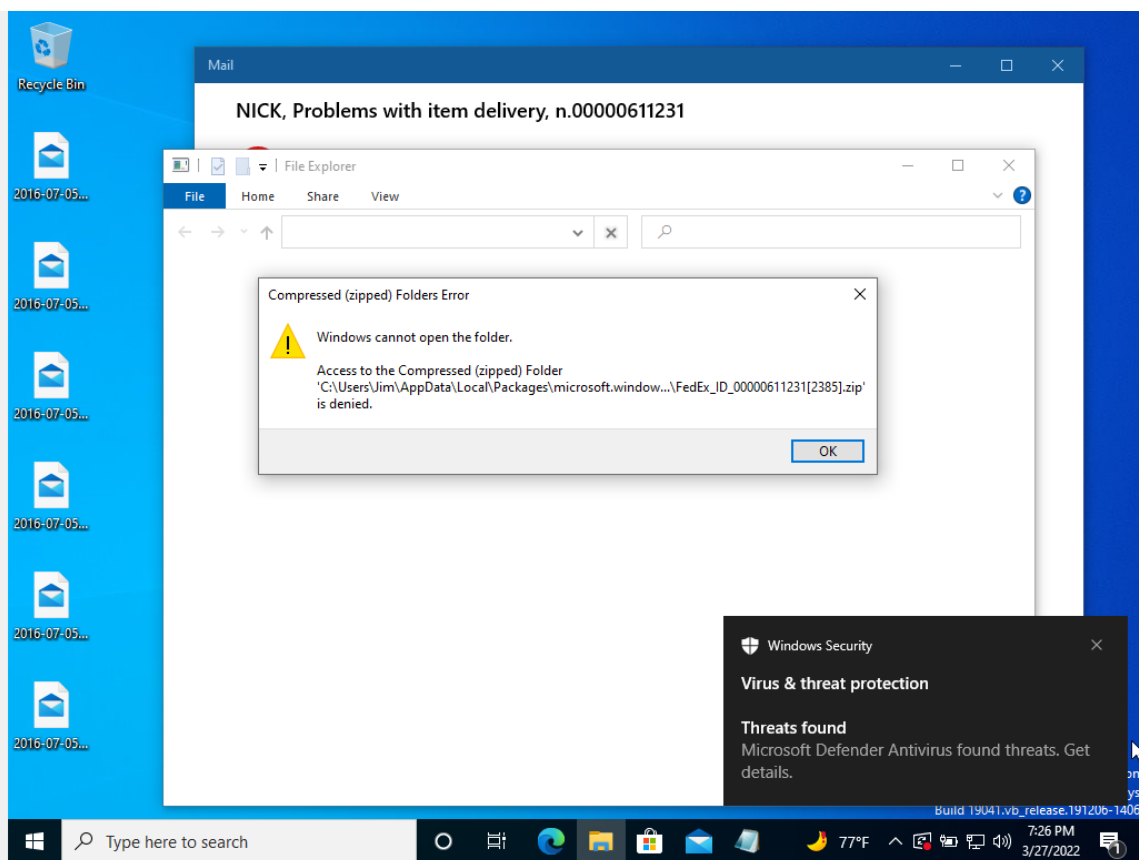 Recycle Bin
2016-07-05...
2016-07-05...
2016-07-05...
2016-07-05...
2016-07-05...
2016-07-05...
Mail
NICK, Problems with item delivery, n.00000611231
File Explorer
File Home Share View
Compressed (zipped) Folders Error
Windows cannot open the folder.
Access to the Compressed (zipped) Folder
'C:\Users\Jim\AppData\Local\Packages\microsoft.window...\FedEx_ID_00000611231[2385].zip'
is denied.
OK
Windows Security
Virus & threat protection
Threats found
Microsoft Defender Antivirus found threats. Get
details.
Build 19041.vb_release.191206-1406
Type here to search
77°F
7:26 PM
3/27/2022
1